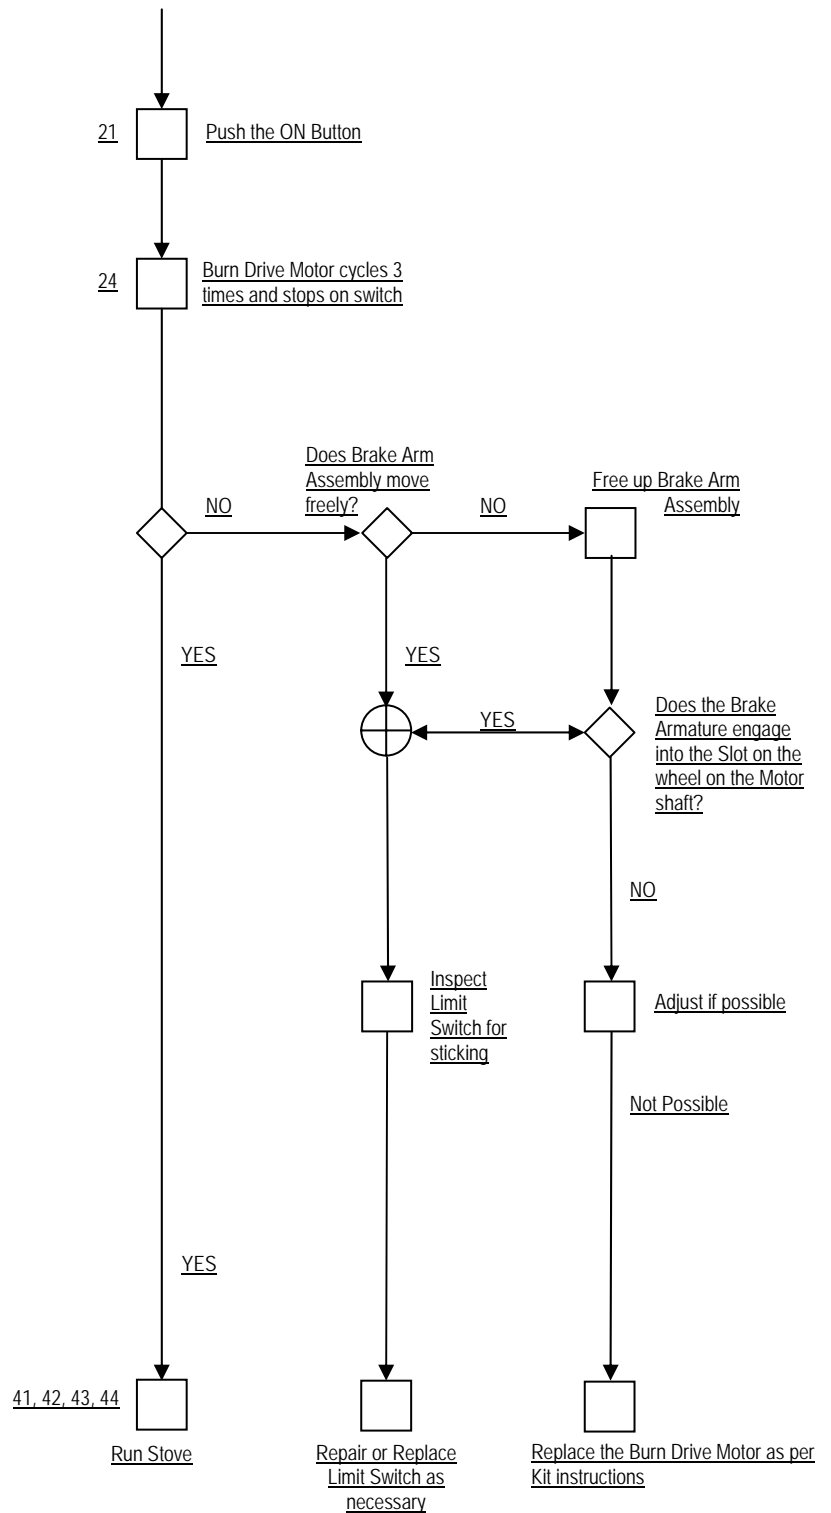 21
Push the ON Button
24
Burn Drive Motor cycles 3
times and stops on switch
Does Brake Arm
Assembly move
freely?
NO
NO
Free up Brake Arm
Assembly
YES
YES
YES
Does the Brake
Armature engage
into the Slot on the
wheel on the Motor
shaft?
NO
Inspect
Limit
Switch for
sticking
Adjust if possible
Not Possible
YES
41, 42, 43, 44
Run Stove
Repair or Replace
Limit Switch as
necessary
Replace the Burn Drive Motor as per
Kit instructions